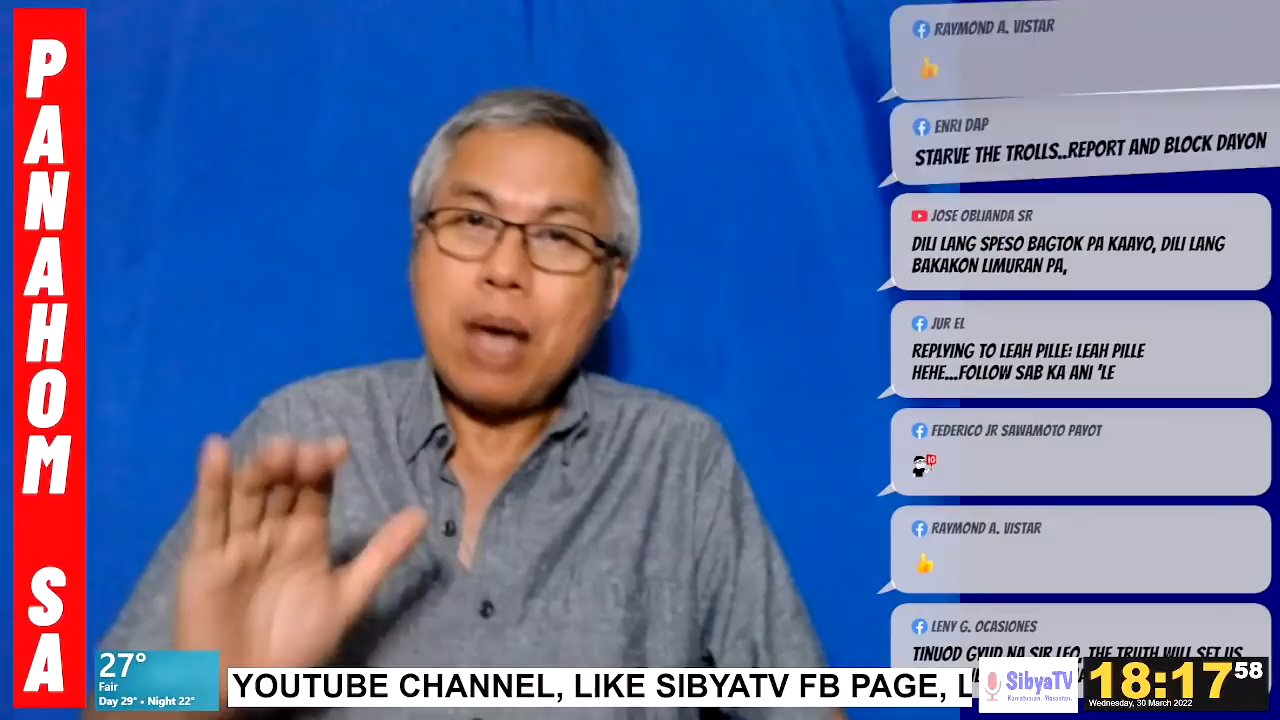 PANAHOM SA
RAYMOND A. VISTAR
ENRI DAP
STARVE THE TROLLS..REPORT AND BLOCK DAYON
JOSE OBLIANDA SR
DILI LANG SPESO BAGTOK PA KAAYO, DILI LANG
BAKAKON LIMURAN PA,
JUR EL
REPLYING TO LEAH PILLE: LEAH PILLE
HEHE...FOLLOW SAB KA ANI 'LE
FEDERICO JR SAWAMOTO PAYOT
10
RAYMOND A. VISTAR
LENY G. OCASIONES
TINUOD GYUD NA SIR LEO, THE TRUTH WILL SET US
27°
Fair
Day 29° • Night 22°
YOUTUBE CHANNEL, LIKE SIBYATV FB PAGE, L
SibyaTV
Kamatuoran. Masaotan.
18:17 58
Wednesday, 30 March 2022